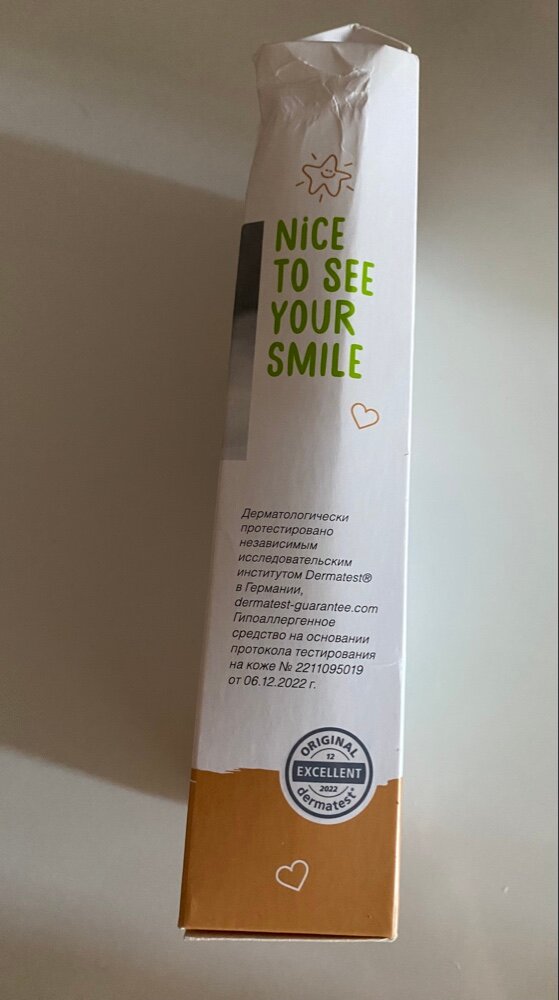 NiCE
TO SEE
YOUR
SMILE
Дерматологически
протестировано
независимым
исследовательским
институтом Dermatest®
в Германии,
dermatest-guarantee.com
Гипоаллергенное
средство на основании
протокола тестирования
на коже № 2211095019
от 06.12.2022 г.
ORIGINAL
12
EXCELLENT
2022
dermatest®